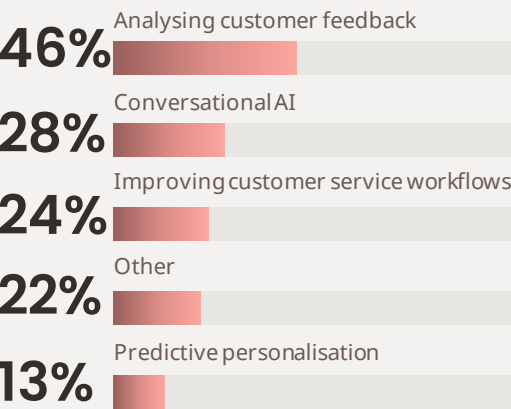 Analysing customer feedback
46%
Conversational AI
28%
Improving customer service workflows
24%
Other
22%
Predictive personalisation
13%